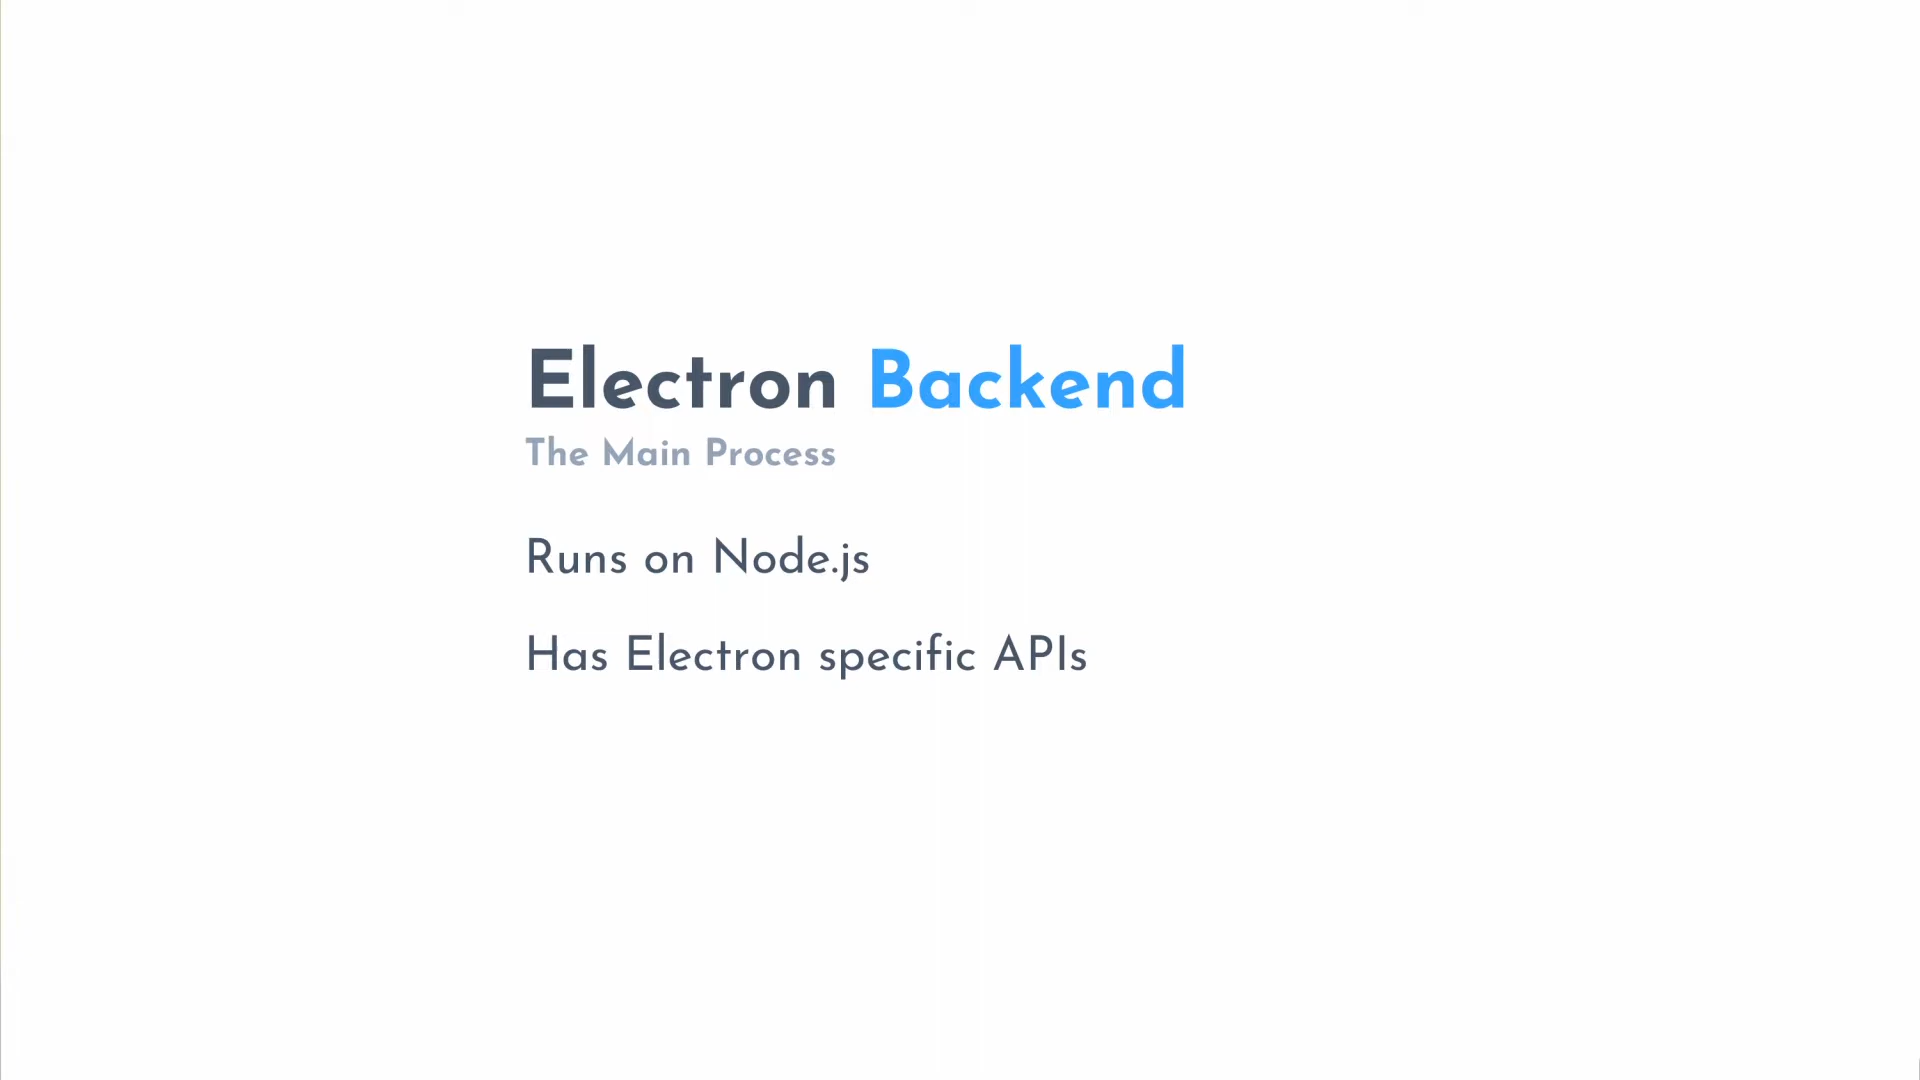 Electron Backend
The Main Process
Runs on Node.js
Has Electron specific APIs